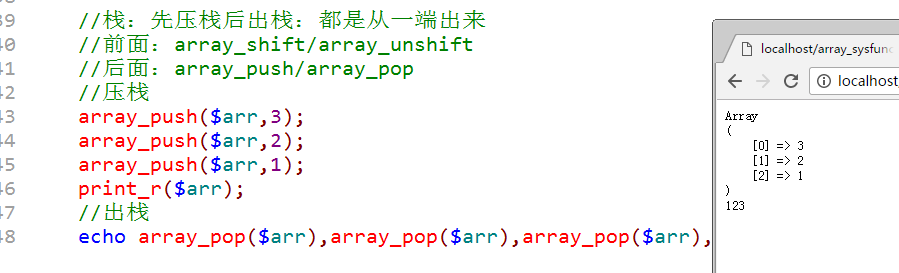 39 //栈：先压栈后出栈：都是从一端出来
40 //前面：array_shift/array_unshift
41 //后面：array_push/array_pop
42 //压栈
43 array_push($arr,3);
44 array_push($arr,2);
45 array_push($arr,1);
46 print_r($arr);
47 //出栈
48 echo array_pop($arr),array_pop($arr),array_pop($arr),
localhost/array_sysfunc
localhost/
Array
(
[0] => 3
[1] => 2
[2] => 1
)
123